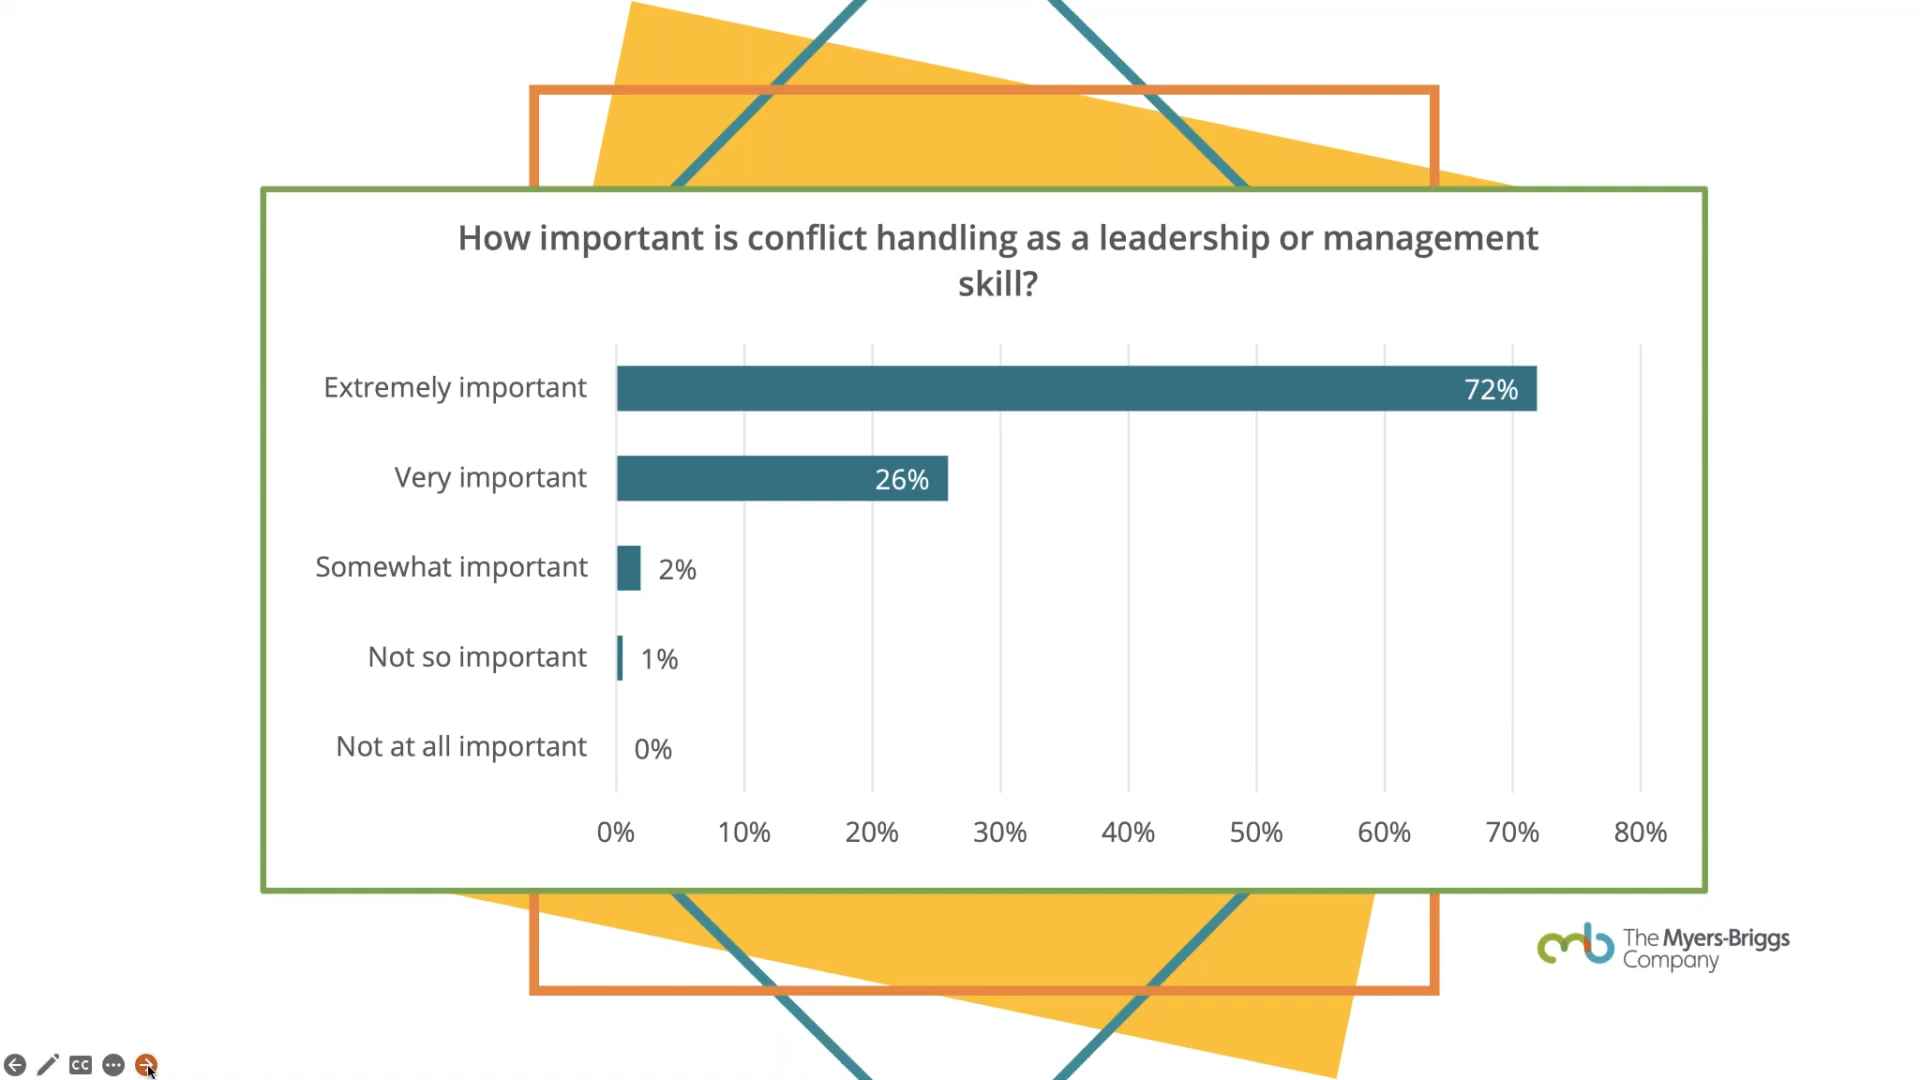 How important is conflict handling as a leadership or management
skill?
Extremely important 72%
Very important 26%
Somewhat important 2%
Not so important 1%
Not at all important 0%
0% 10% 20% 30% 40% 50% 60% 70% 80%
The Myers-Briggs
Company
CC